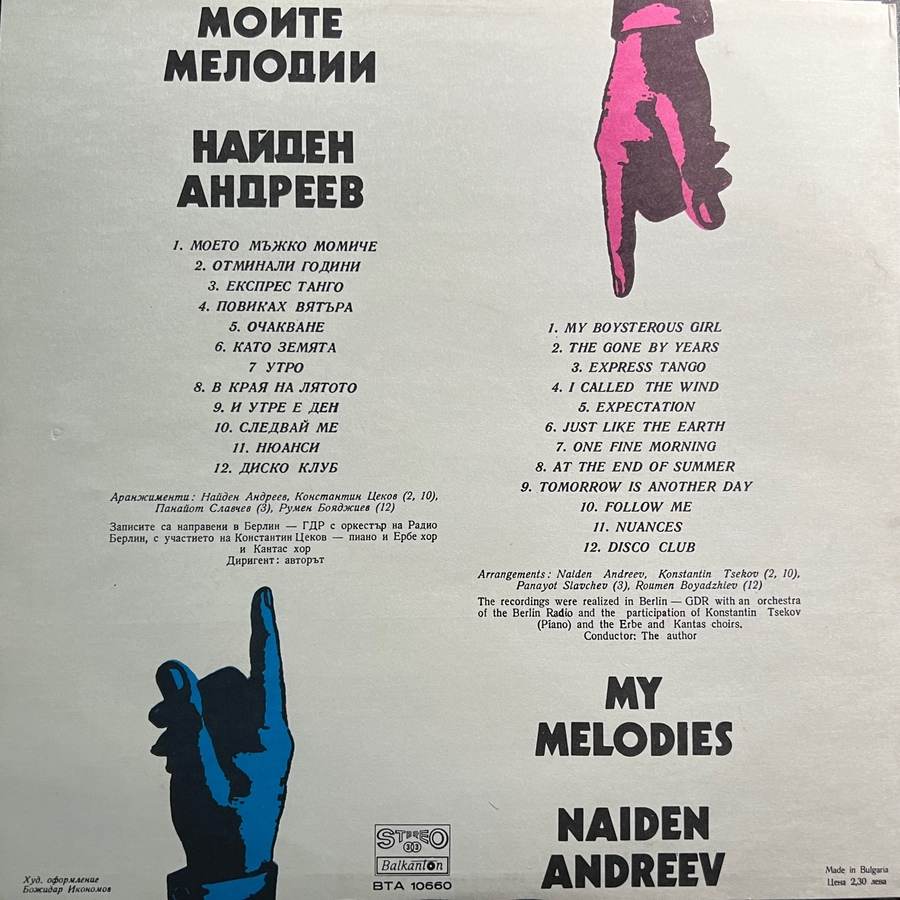 МОИТЕ
МЕЛОДИИ
НАЙДЕН
АНДРЕЕВ
1. МОЕТО МЪЖКО МОМИЧЕ
2. ОТМИНАЛИ ГОДИНИ
3. ЕКСПРЕС ТАНГО
4. ПОВИКАХ ВЯТЪРА
5. ОЧАКВАНЕ
6. КАТО ЗЕМЯТА
7 УТРО
8. В КРАЯ НА ЛЯТОТО
9. И УТРЕ Е ДЕН
10. СЛЕДВАЙ МЕ
11. НЮАНСИ
12. ДИСКО КЛУБ
Аранжименти: Найден Андреев, Константин Цеков (2, 10),
Панайот Славчев (3), Румен Бояджиев (12)
Записите са направени в Берлин — ГДР с оркестър на Радио
Берлин, с участието на Константин Цеков — пиано и Ербе хор
и Кантас хор
Диригент: авторът
1. MY BOYSTEROUS GIRL
2. THE GONE BY YEARS
3. EXPRESS TANGO
4. I CALLED THE WIND
5. EXPECTATION
6. JUST LIKE THE EARTH
7. ONE FINE MORNING
8. AT THE END OF SUMMER
9. TOMORROW IS ANOTHER DAY
10. FOLLOW ME
11. NUANCES
12. DISCO CLUB
Arrangements: Naiden Andreev, Konstantin Tsekov (2, 10),
Panayot Slavchev (3), Roumen Boyadzhiev (12)
The recordings were realized in Berlin — GDR with an orchestra
of the Berlin Radio and the participation of Konstantin Tsekov
(Piano) and the Erbe and Kantas choirs.
Conductor: The author
MY
MELODIES
NAIDEN
ANDREEV
Худ. оформление
Божидар Икономов
STEREO
33
Balkanton
ВТА 10660
Made in Bulgaria
Цена 2,30 лева